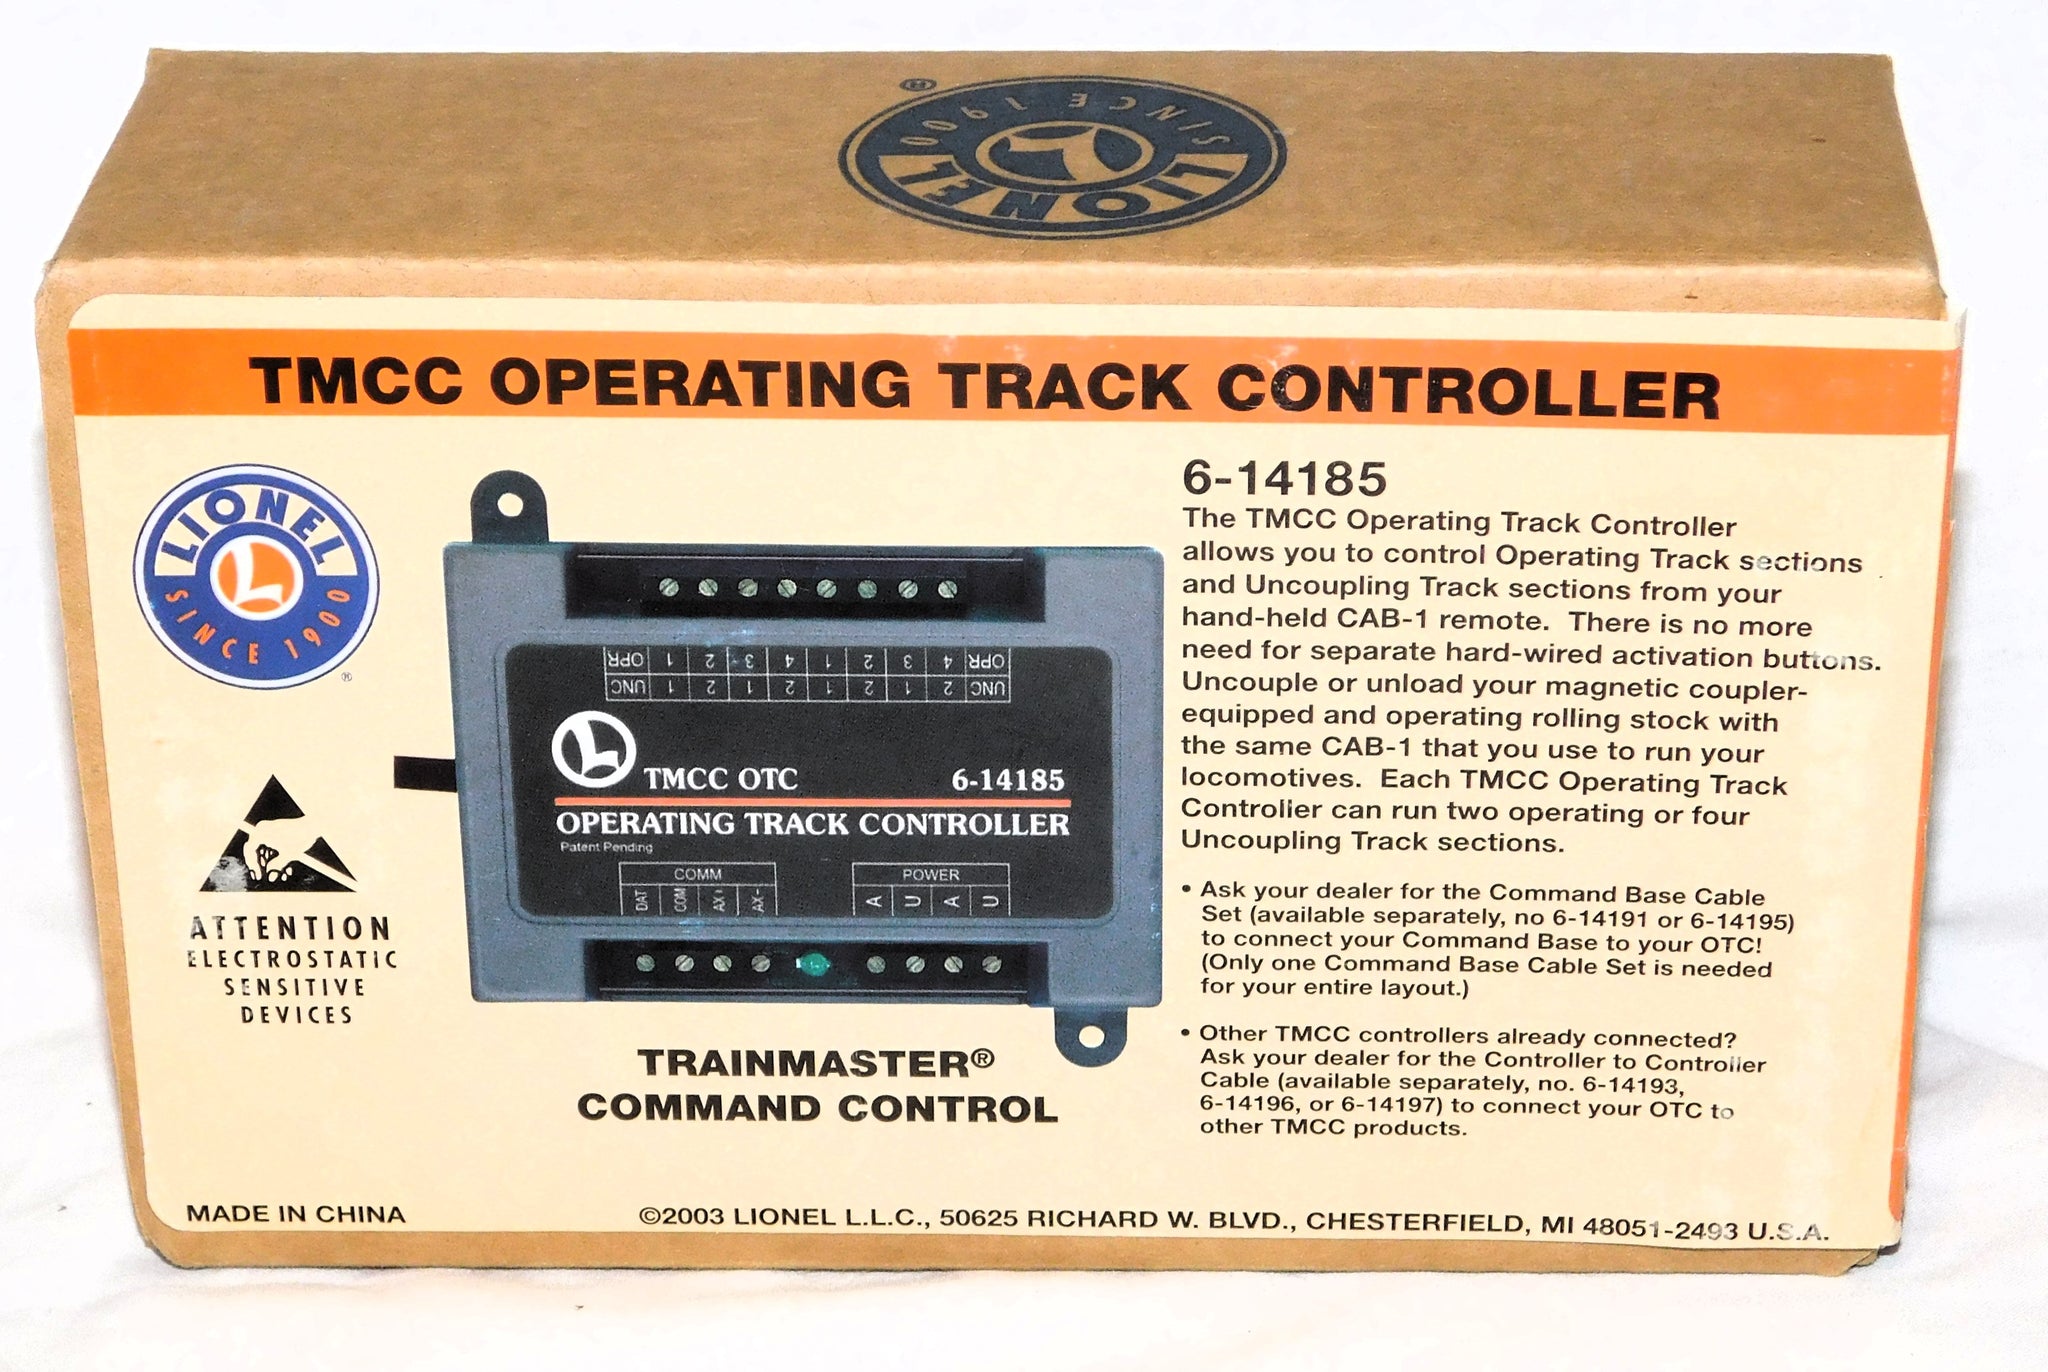 LIONEL
SINCE 1900
®
TMCC OPERATING TRACK CONTROLLER
LIONEL
SINCE 1900
®
ATTENTION
ELECTROSTATIC
SENSITIVE
DEVICES
OPR 1 2 3 4 1 2 3 4 OPR
UNC 1 2 1 2 1 2 1 2 UNC
L TMCC OTC 6-14185
OPERATING TRACK CONTROLLER
Patent Pending
COMM POWER
DAT COM AX- AX- A U A U
TRAINMASTER®
COMMAND CONTROL
6-14185
The TMCC Operating Track Controller
allows you to control Operating Track sections
and Uncoupling Track sections from your
hand-held CAB-1 remote. There is no more
need for separate hard-wired activation buttons.
Uncouple or unload your magnetic coupler-
equipped and operating rolling stock with
the same CAB-1 that you use to run your
locomotives. Each TMCC Operating Track
Controller can run two operating or four
Uncoupling Track sections.
• Ask your dealer for the Command Base Cable
Set (available separately, no 6-14191 or 6-14195)
to connect your Command Base to your OTC!
(Only one Command Base Cable Set is needed
for your entire layout.)
• Other TMCC controllers already connected?
Ask your dealer for the Controller to Controller
Cable (available separately, no. 6-14193,
6-14196, or 6-14197) to connect your OTC to
other TMCC products.
MADE IN CHINA
©2003 LIONEL L.L.C., 50625 RICHARD W. BLVD., CHESTERFIELD, MI 48051-2493 U.S.A.